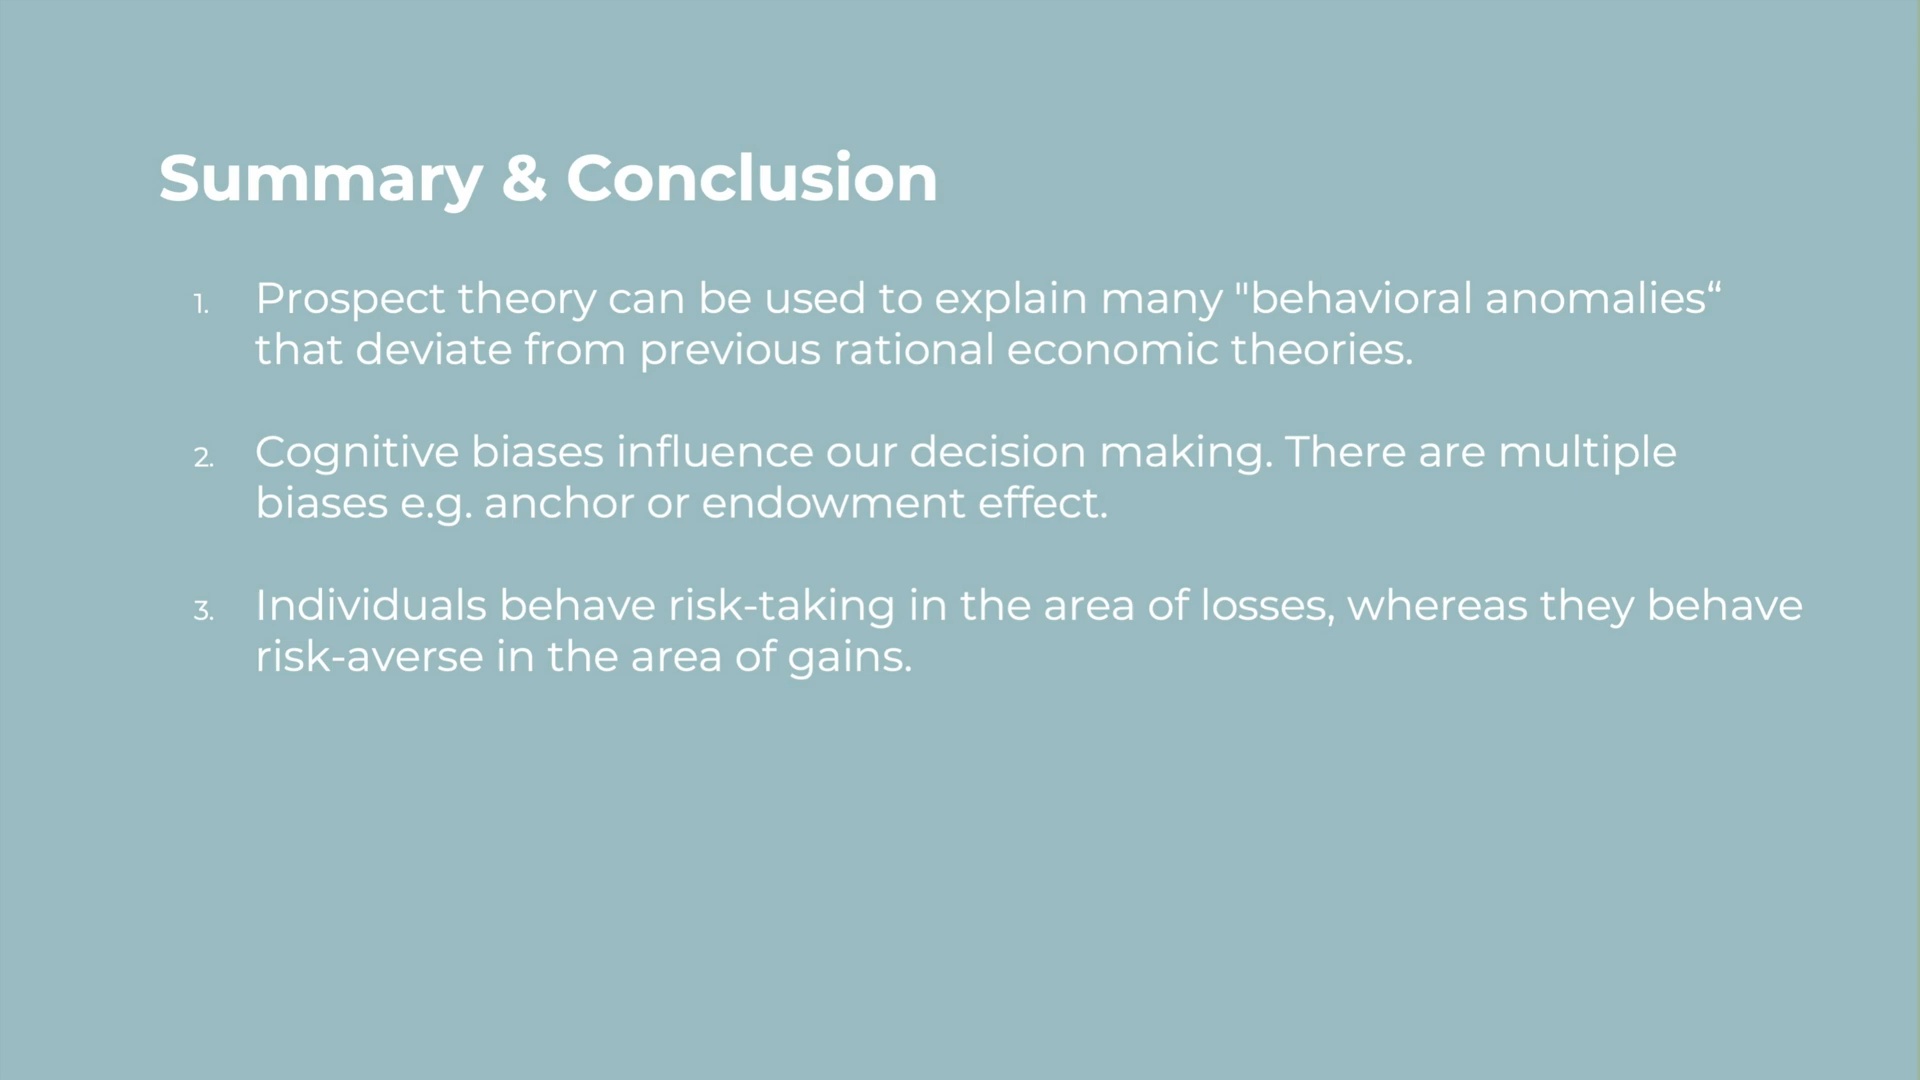 Summary & Conclusion
1. Prospect theory can be used to explain many "behavioral anomalies“
that deviate from previous rational economic theories.
2. Cognitive biases influence our decision making. There are multiple
biases e.g. anchor or endowment effect.
3. Individuals behave risk-taking in the area of losses, whereas they behave
risk-averse in the area of gains.